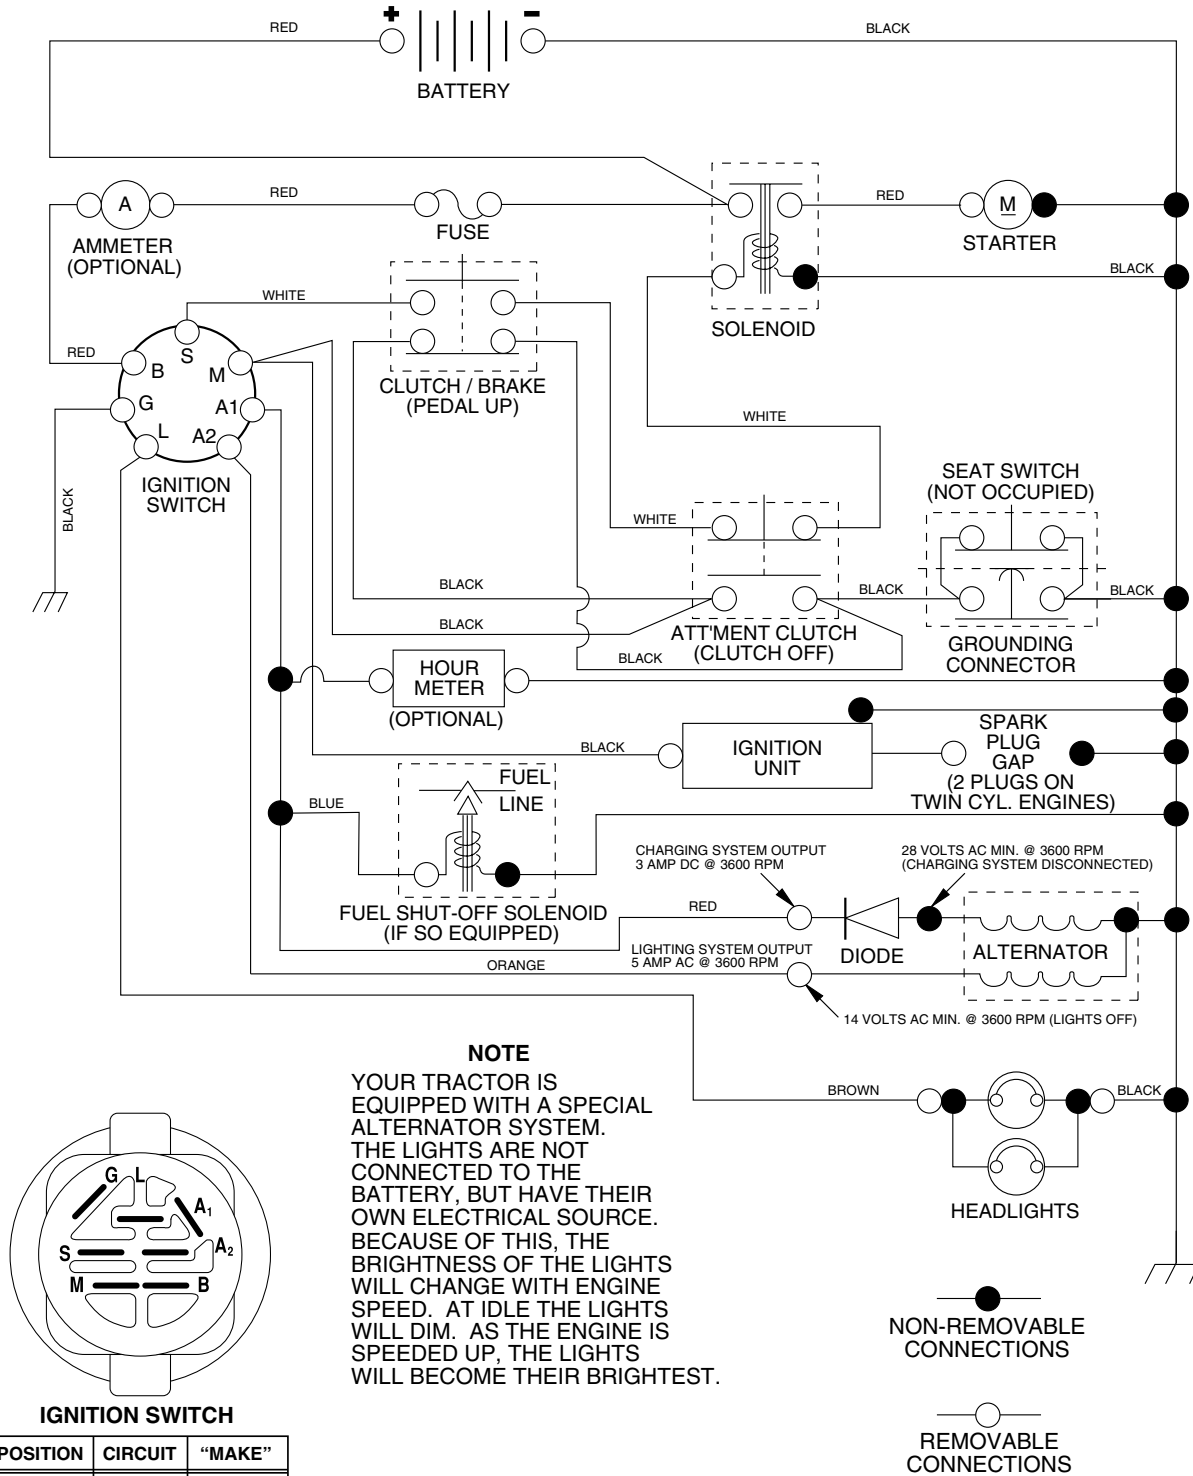 + -
RED
BLACK
BATTERY
RED
A
AMMETER
(OPTIONAL)
FUSE
SOLENOID
RED
M
STARTER
BLACK
WHITE
CLUTCH / BRAKE
(PEDAL UP)
RED
B
S
M
G
A1
L
A2
IGNITION
SWITCH
BLACK
WHITE
WHITE
SEAT SWITCH
(NOT OCCUPIED)
BLACK
BLACK
BLACK
BLACK
BLACK
ATT'MENT CLUTCH
(CLUTCH OFF)
GROUNDING
CONNECTOR
HOUR
METER
(OPTIONAL)
BLACK
IGNITION
UNIT
SPARK
PLUG
GAP
(2 PLUGS ON
TWIN CYL. ENGINES)
FUEL
LINE
BLUE
FUEL SHUT-OFF SOLENOID
(IF SO EQUIPPED)
CHARGING SYSTEM OUTPUT
3 AMP DC @ 3600 RPM
28 VOLTS AC MIN. @ 3600 RPM
(CHARGING SYSTEM DISCONNECTED)
RED
DIODE
ALTERNATOR
LIGHTING SYSTEM OUTPUT
5 AMP AC @ 3600 RPM
ORANGE
14 VOLTS AC MIN. @ 3600 RPM (LIGHTS OFF)
NOTE
YOUR TRACTOR IS
EQUIPPED WITH A SPECIAL
ALTERNATOR SYSTEM.
THE LIGHTS ARE NOT
CONNECTED TO THE
BATTERY, BUT HAVE THEIR
OWN ELECTRICAL SOURCE.
BECAUSE OF THIS, THE
BRIGHTNESS OF THE LIGHTS
WILL CHANGE WITH ENGINE
SPEED. AT IDLE THE LIGHTS
WILL DIM. AS THE ENGINE IS
SPEEDED UP, THE LIGHTS
WILL BECOME THEIR BRIGHTEST.
BROWN
BLACK
HEADLIGHTS
G L
A1
S
A2
M
B
IGNITION SWITCH
POSITION CIRCUIT “MAKE”
NON-REMOVABLE
CONNECTIONS
REMOVABLE
CONNECTIONS